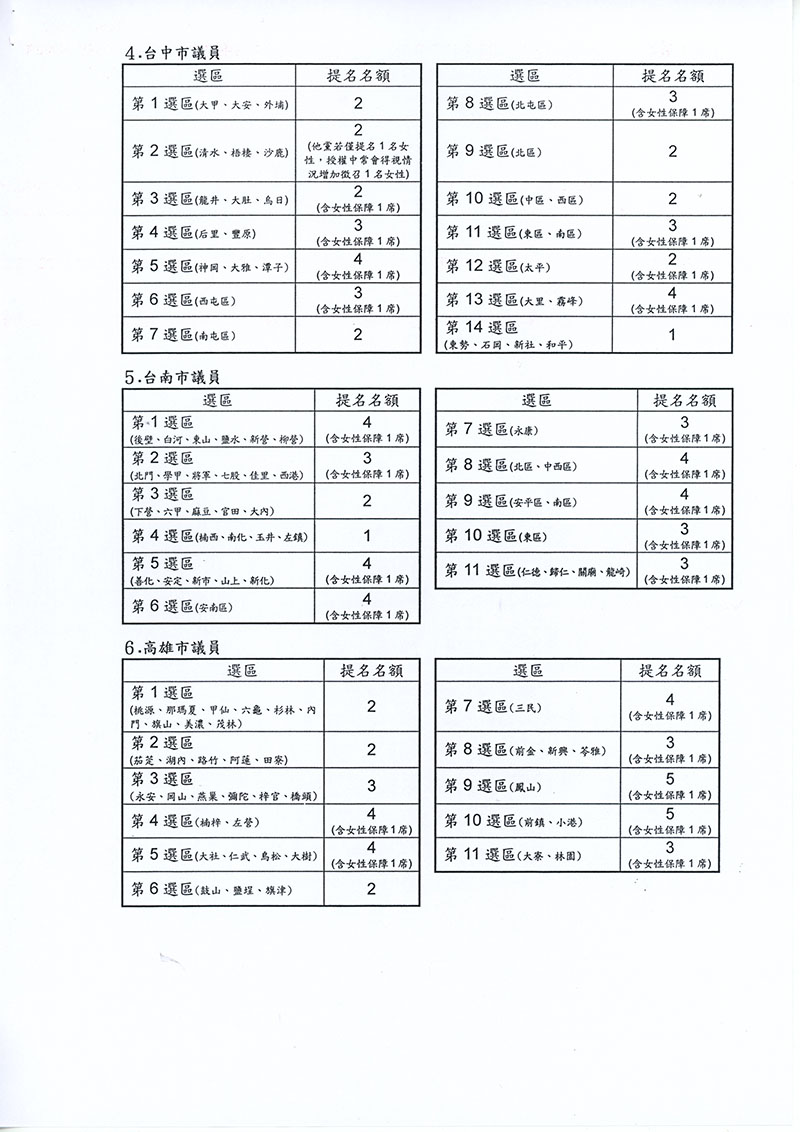 4.台中市議員
選區 提名名額
第 1 選區(大甲、大安、外埔) 2
第 2 選區(清水、梧棲、沙鹿) 2
(他黨若僅提名 1 名女
性，授權中常會得視情
況增加徵召 1 名女性)
第 3 選區(龍井、大肚、烏日) 2
(含女性保障 1 席)
第 4 選區(后里、豐原) 3
(含女性保障 1 席)
第 5 選區(神岡、大雅、潭子) 4
(含女性保障 1 席)
第 6 選區(西屯區) 3
(含女性保障 1 席)
第 7 選區(南屯區) 2
選區 提名名額
第 8 選區(北屯區) 3
(含女性保障 1 席)
第 9 選區(北區) 2
第 10 選區(中區、西區) 2
第 11 選區(東區、南區) 3
(含女性保障 1 席)
第 12 選區(太平) 2
(含女性保障 1 席)
第 13 選區(大里、霧峰) 4
(含女性保障 1 席)
第 14 選區
(東勢、石岡、新社、和平) 1
5.台南市議員
選區 提名名額
第 1 選區 4
(後壁、白河、東山、鹽水、新營、柳營) (含女性保障 1 席)
第 2 選區 3
(北門、學甲、將軍、七股、佳里、西港) (含女性保障 1 席)
第 3 選區
(下營、六甲、麻豆、官田、大內) 2
第 4 選區(楠西、南化、玉井、左鎮) 1
第 5 選區 4
(善化、安定、新市、山上、新化) (含女性保障 1 席)
第 6 選區(安南區) 4
(含女性保障 1 席)
選區 提名名額
第 7 選區(永康) 3
(含女性保障 1 席)
第 8 選區(北區、中西區) 4
(含女性保障 1 席)
第 9 選區(安平區、南區) 4
(含女性保障 1 席)
第 10 選區(東區) 3
(含女性保障 1 席)
第 11 選區(仁德、歸仁、關廟、龍崎) 3
(含女性保障 1 席)
6.高雄市議員
選區 提名名額
第 1 選區
(桃源、那瑪夏、甲仙、六龜、杉林、內
門、旗山、美濃、茂林) 2
第 2 選區
(茄萣、湖內、路竹、阿蓮、田寮) 2
第 3 選區
(永安、岡山、燕巢、彌陀、梓官、橋頭) 3
第 4 選區(楠梓、左營) 4
(含女性保障 1 席)
第 5 選區(大社、仁武、鳥松、大樹) 4
(含女性保障 1 席)
第 6 選區(鼓山、鹽埕、旗津) 2
選區 提名名額
第 7 選區(三民) 4
(含女性保障 1 席)
第 8 選區(前金、新興、苓雅) 3
(含女性保障 1 席)
第 9 選區(鳳山) 5
(含女性保障 1 席)
第 10 選區(前鎮、小港) 5
(含女性保障 1 席)
第 11 選區(大寮、林園) 3
(含女性保障 1 席)